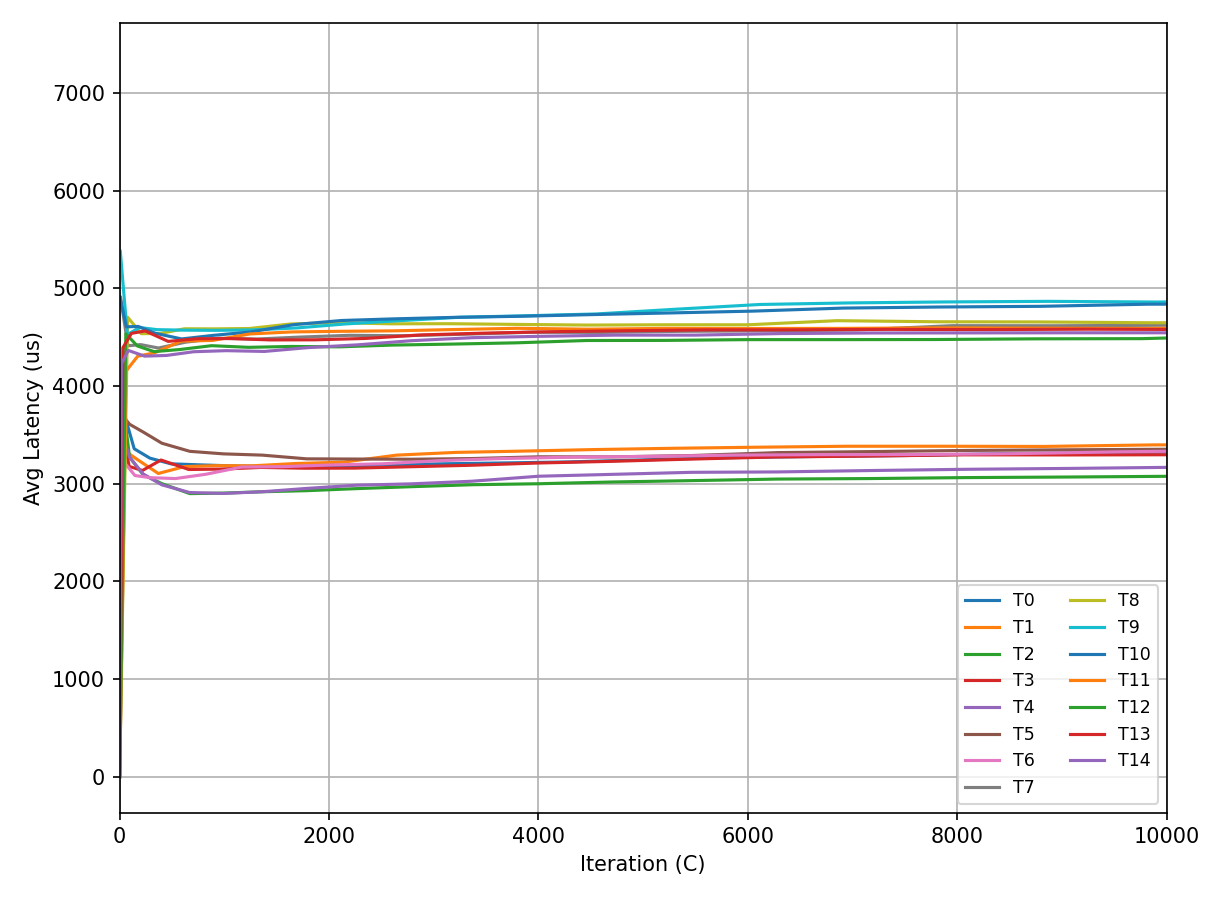 7000
6000
5000
4000
3000
2000
1000
0
Avg Latency (us)
0 2000 4000 6000 8000 10000
Iteration (C)
T0 T8
T1 T9
T2 T10
T3 T11
T4 T12
T5 T13
T6 T14
T7